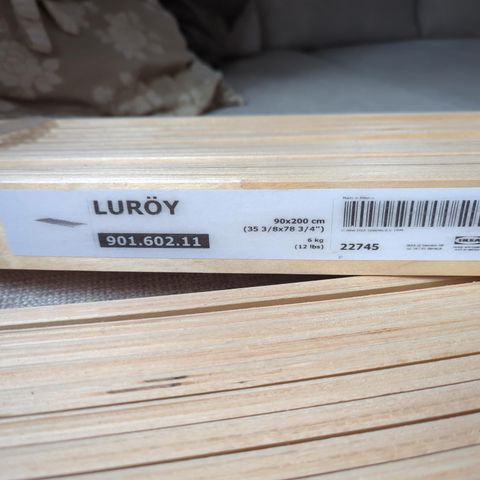 LURÖY
901.602.11
90x200 cm
(35 3/8x78 3/4")
6 kg
(12 lbs)
22745
IKEA